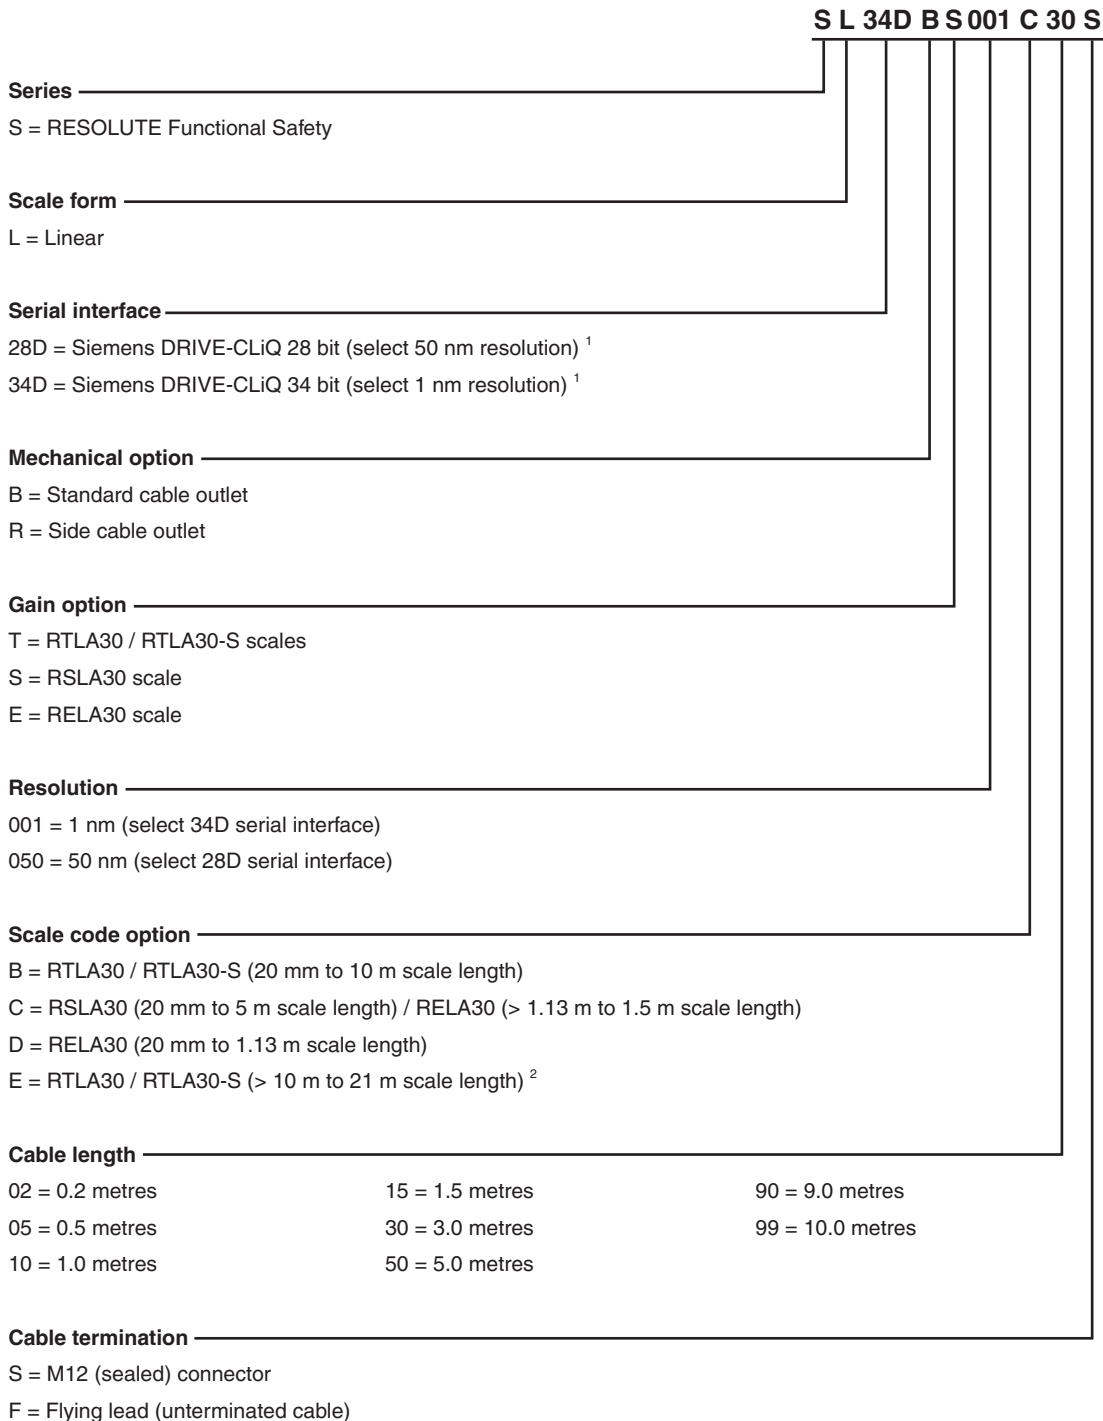 S L 34D B S 001 C 30 S
Series
S = RESOLUTE Functional Safety
Scale form
L = Linear
Serial interface
28D = Siemens DRIVE-CLiQ 28 bit (select 50 nm resolution) 1
34D = Siemens DRIVE-CLiQ 34 bit (select 1 nm resolution) 1
Mechanical option
B = Standard cable outlet
R = Side cable outlet
Gain option
T = RTLA30 / RTLA30-S scales
S = RSLA30 scale
E = RELA30 scale
Resolution
001 = 1 nm (select 34D serial interface)
050 = 50 nm (select 28D serial interface)
Scale code option
B = RTLA30 / RTLA30-S (20 mm to 10 m scale length)
C = RSLA30 (20 mm to 5 m scale length) / RELA30 (> 1.13 m to 1.5 m scale length)
D = RELA30 (20 mm to 1.13 m scale length)
E = RTLA30 / RTLA30-S (> 10 m to 21 m scale length) 2
Cable length
02 = 0.2 metres 15 = 1.5 metres 90 = 9.0 metres
05 = 0.5 metres 30 = 3.0 metres 99 = 10.0 metres
10 = 1.0 metres 50 = 5.0 metres
Cable termination
S = M12 (sealed) connector
F = Flying lead (unterminated cable)